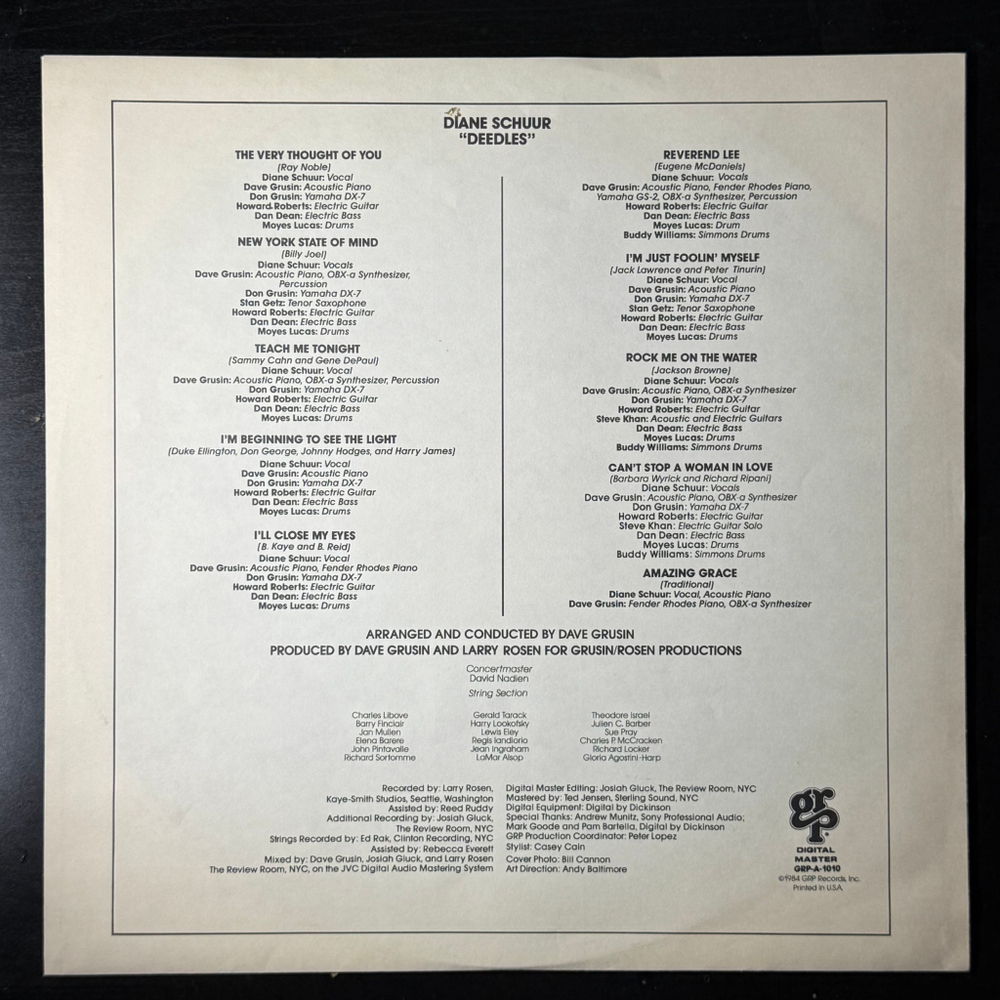 DIANE SCHUUR
“DEEDLES”
THE VERY THOUGHT OF YOU
(Ray Noble)
Diane Schuur: Vocal
Dave Grusin: Acoustic Piano
Don Grusin: Yamaha DX-7
Howard Roberts: Electric Guitar
Dan Dean: Electric Bass
Moyes Lucas: Drums
NEW YORK STATE OF MIND
(Billy Joel)
Diane Schuur: Vocals
Dave Grusin: Acoustic Piano, OBX-a Synthesizer,
Percussion
Don Grusin: Yamaha DX-7
Stan Getz: Tenor Saxophone
Howard Roberts: Electric Guitar
Dan Dean: Electric Bass
Moyes Lucas: Drums
TEACH ME TONIGHT
(Sammy Cahn and Gene DePaul)
Diane Schuur: Vocal
Dave Grusin: Acoustic Piano, OBX-a Synthesizer, Percussion
Don Grusin: Yamaha DX-7
Howard Roberts: Electric Guitar
Dan Dean: Electric Bass
Moyes Lucas: Drums
I'M BEGINNING TO SEE THE LIGHT
(Duke Ellington, Don George, Johnny Hodges, and Harry James)
Diane Schuur: Vocal
Dave Grusin: Acoustic Piano
Don Grusin: Yamaha DX-7
Howard Roberts: Electric Guitar
Dan Dean: Electric Bass
Moyes Lucas: Drums
I'LL CLOSE MY EYES
(B. Kaye and B. Reid)
Diane Schuur: Vocal
Dave Grusin: Acoustic Piano, Fender Rhodes Piano
Don Grusin: Yamaha DX-7
Howard Roberts: Electric Guitar
Dan Dean: Electric Bass
Moyes Lucas: Drums
REVEREND LEE
(Eugene McDaniels)
Diane Schuur: Vocals
Dave Grusin: Acoustic Piano, Fender Rhodes Piano,
Yamaha GS-2, OBX-a Synthesizer, Percussion
Howard Roberts: Electric Guitar
Dan Dean: Electric Bass
Moyes Lucas: Drum
Buddy Williams: Simmons Drums
I'M JUST FOOLIN' MYSELF
(Jack Lawrence and Peter Tinurin)
Diane Schuur: Vocal
Dave Grusin: Acoustic Piano
Don Grusin: Yamaha DX-7
Stan Getz: Tenor Saxophone
Howard Roberts: Electric Guitar
Dan Dean: Electric Bass
Moyes Lucas: Drums
ROCK ME ON THE WATER
(Jackson Browne)
Diane Schuur: Vocals
Dave Grusin: Acoustic Piano, OBX-a Synthesizer
Don Grusin: Yamaha DX-7
Howard Roberts: Electric Guitar
Steve Khan: Acoustic and Electric Guitars
Dan Dean: Electric Bass
Moyes Lucas: Drums
Buddy Williams: Simmons Drums
CAN'T STOP A WOMAN IN LOVE
(Barbara Wyrick and Richard Ripani)
Diane Schuur: Vocals
Dave Grusin: Acoustic Piano, OBX-a Synthesizer
Don Grusin: Yamaha DX-7
Howard Roberts: Electric Guitar
Steve Khan: Electric Guitar Solo
Dan Dean: Electric Bass
Moyes Lucas: Drums
Buddy Williams: Simmons Drums
AMAZING GRACE
(Traditional)
Diane Schuur: Vocal, Acoustic Piano
Dave Grusin: Fender Rhodes Piano, OBX-a Synthesizer
ARRANGED AND CONDUCTED BY DAVE GRUSIN
PRODUCED BY DAVE GRUSIN AND LARRY ROSEN FOR GRUSIN/ROSEN PRODUCTIONS
Concertmaster
David Nadien
String Section
Charles Libove
Barry Finclair
Jan Mullen
Elena Barere
John Pintavalle
Richard Sortomme
Gerald Tarack
Harry Lookofsky
Lewis Eley
Regis Iandiorio
Jean Ingraham
LaMar Alsop
Theodore Israel
Julien C. Barber
Sue Pray
Charles P. McCracken
Richard Locker
Gloria Agostini-Harp
Recorded by: Larry Rosen,
Kaye-Smith Studios, Seattle, Washington
Assisted by: Reed Ruddy
Additional Recording by: Josiah Gluck,
The Review Room, NYC
Strings Recorded by: Ed Rak, Clinton Recording, NYC
Assisted by: Rebecca Everett
Mixed by: Dave Grusin, Josiah Gluck, and Larry Rosen
The Review Room, NYC, on the JVC Digital Audio Mastering System
Digital Master Editing: Josiah Gluck, The Review Room, NYC
Mastered by: Ted Jensen, Sterling Sound, NYC
Digital Equipment: Digital by Dickinson
Special Thanks: Andrew Munitz, Sony Professional Audio;
Mark Goode and Pam Bartella, Digital by Dickinson
GRP Production Coordinator: Peter Lopez
Stylist: Casey Cain
Cover Photo: Bill Cannon
Art Direction: Andy Baltimore
grp
DIGITAL
MASTER
GRP-A-1010
©1984 GRP Records, Inc.
Printed in U.S.A.